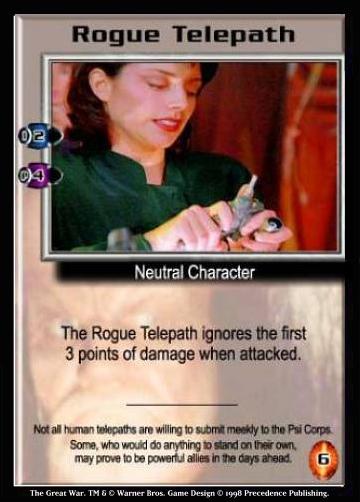 Rogue Telepath
2
4
Neutral Character
The Rogue Telepath ignores the first
3 points of damage when attacked.
Not all human telepaths are willing to submit meekly to the Psi Corps.
Some, who would do anything to stand on their own,
may prove to be powerful allies in the days ahead.
6
The Great War. TM & © Warner Bros. Game Design © 1998 Precedence Publishing.